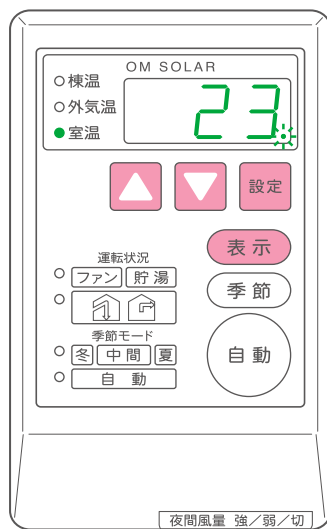 OM SOLAR
棟温
外気温
室温
23
設定
表示
季節
自動
運転状況
ファン 貯湯
季節モード
冬 中間 夏
自動
夜間風量 強／弱／切